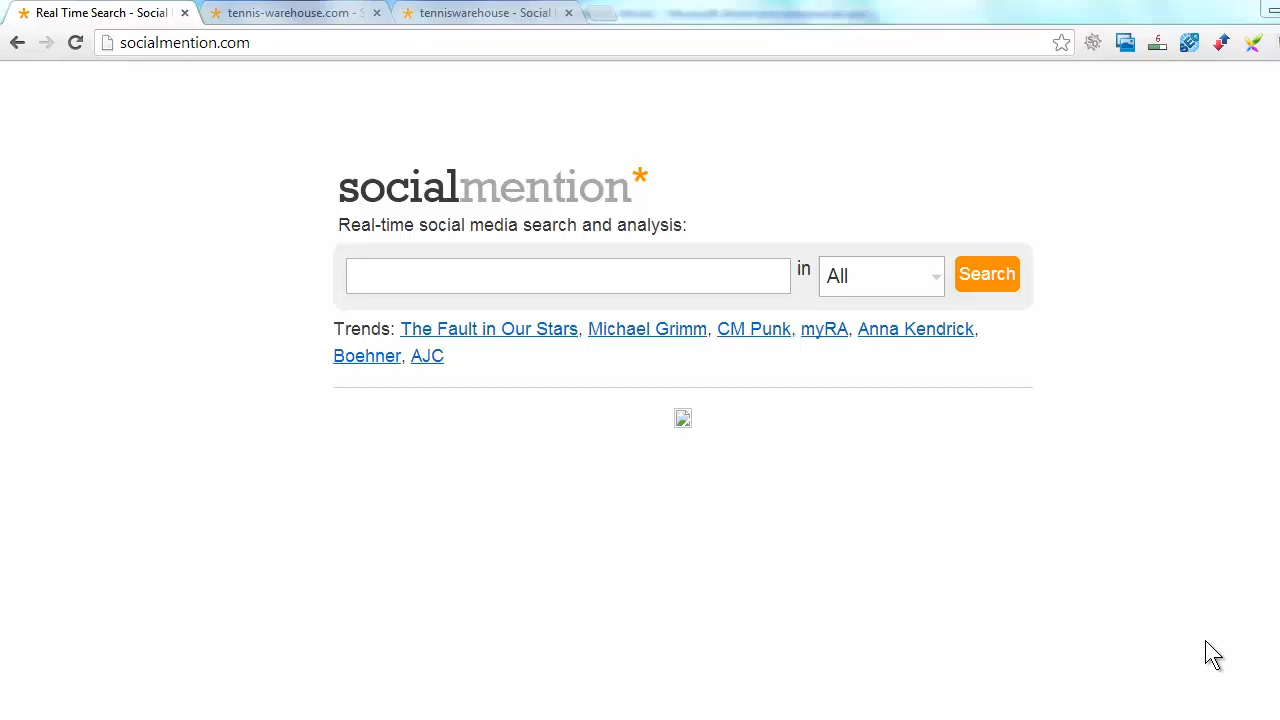 Real Time Search - Social
tennis-warehouse.com - S
tenniswarehouse - Social
socialmention.com
6
socialmention*
Real-time social media search and analysis:
in
All
Search
Trends: The Fault in Our Stars, Michael Grimm, CM Punk, myRA, Anna Kendrick,
Boehner, AJC